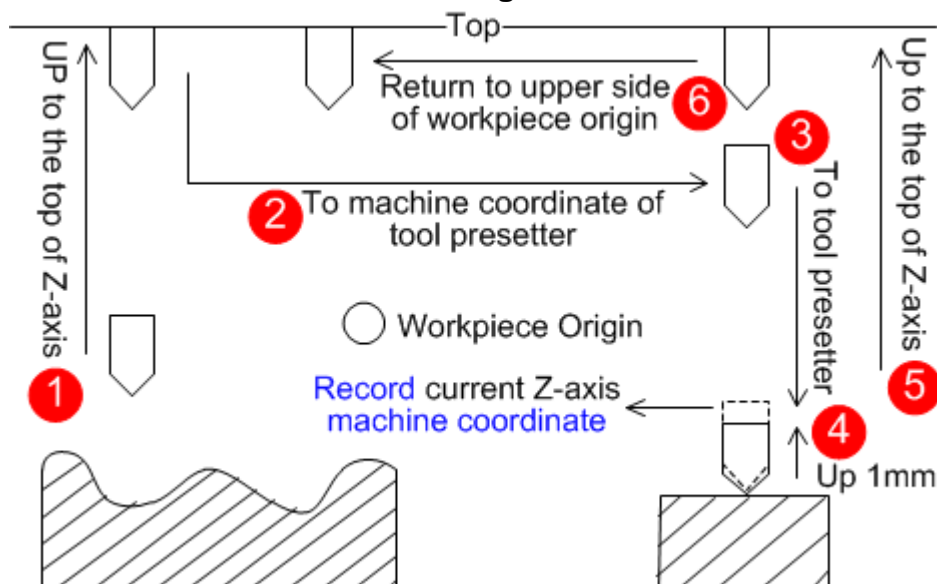 Top
UP to the top of Z-axis
1
Return to upper side
of workpiece origin
6
2
To machine coordinate of
tool presetter
3
To tool
presetter
Workpiece Origin
Record current Z-axis
machine coordinate
4
Up 1mm
Up to the top of Z-axis
5